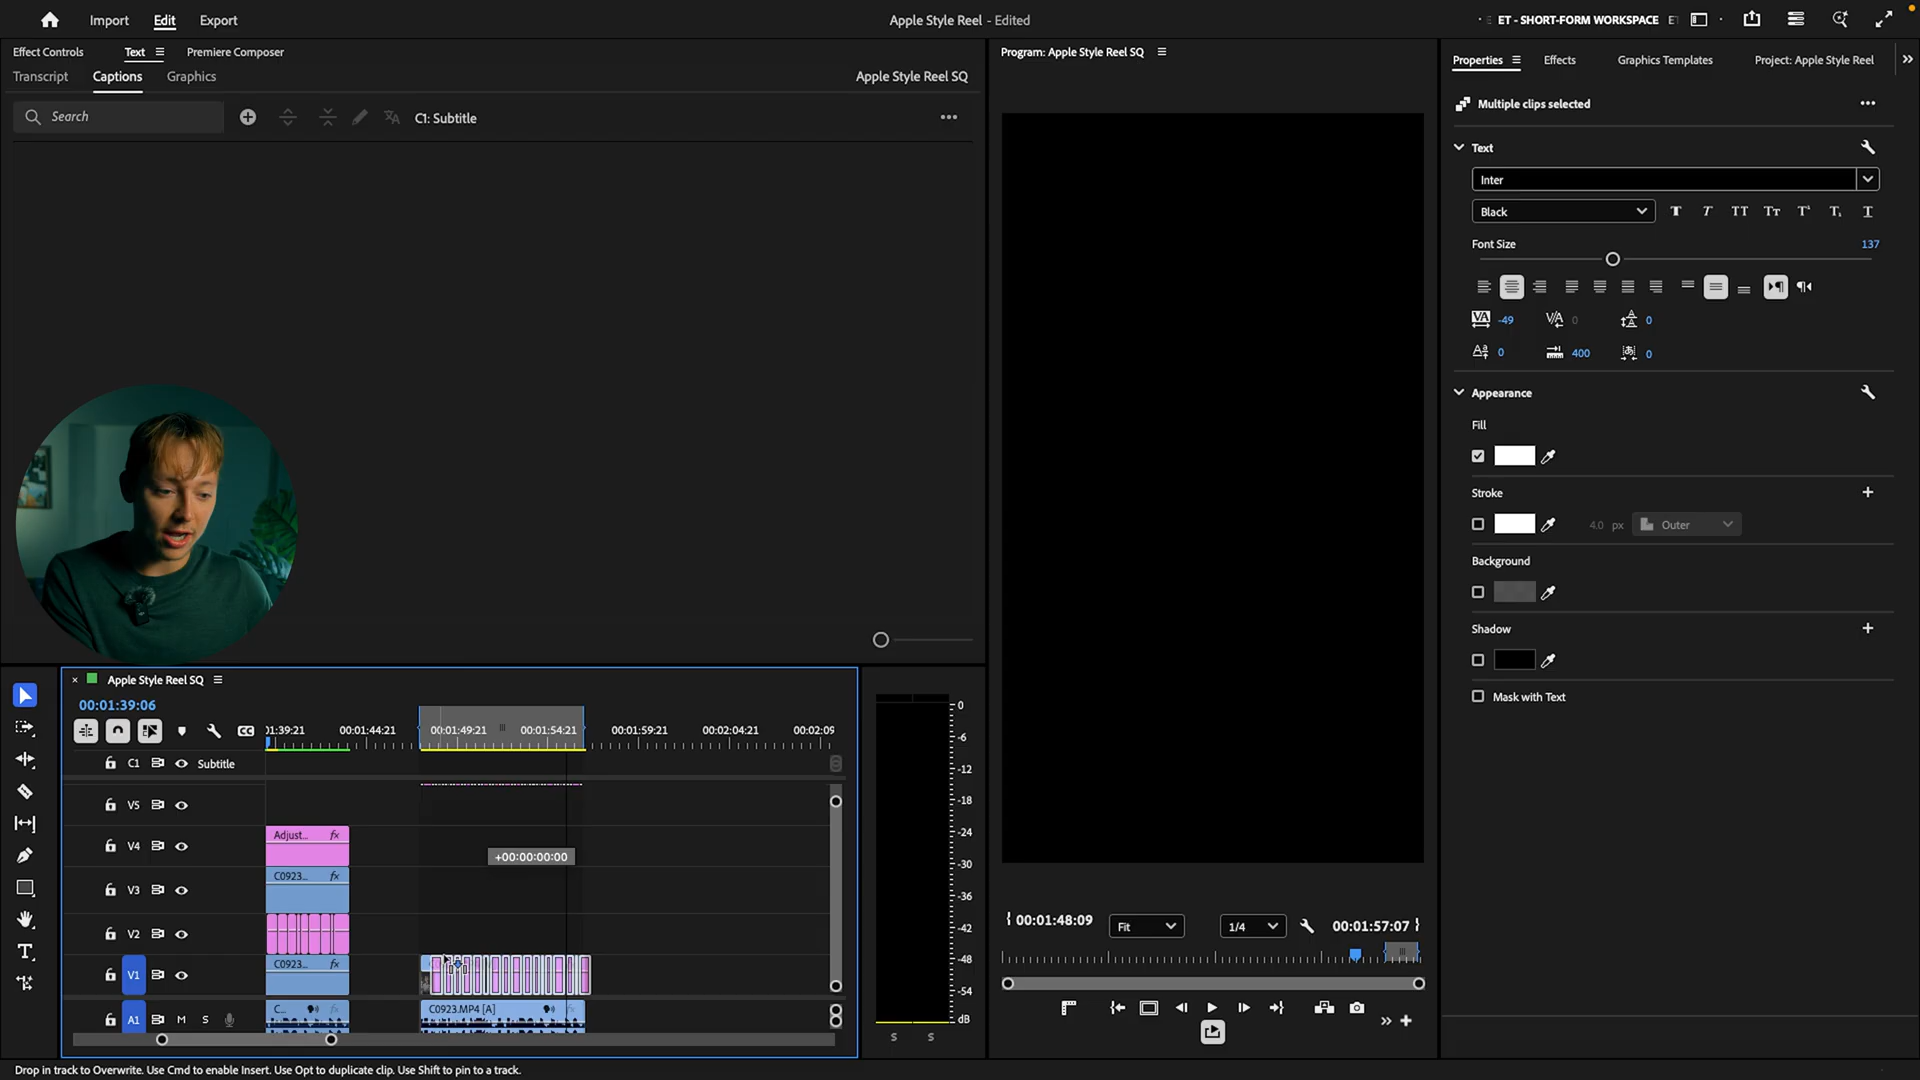 Import Edit Export
Apple Style Reel - Edited
ET - SHORT-FORM WORKSPACE
Effect Controls Text Premiere Composer
Transcript Captions Graphics
Apple Style Reel SQ
Search
C1: Subtitle
Program: Apple Style Reel SQ
Properties Effects Graphics Templates Project: Apple Style Reel
Multiple clips selected
Text
Inter
Black
Font Size 137
-49 0 0
0 400 0
Appearance
Fill
Stroke
4.0 px Outer
Background
Shadow
Mask with Text
Apple Style Reel SQ
00:01:39:06
01:39:21 00:01:44:21 00:01:49:21 00:01:54:21 00:01:59:21 00:02:04:21 00:02:09
C1 Subtitle
V5
V4 Adjust... fx
+00:00:00:00
V3 C0923... fx
V2
V1 C0923... fx
A1 M S C... C0923.MP4 [A]
0
-6
-12
-18
-24
-30
-36
-42
-48
-54
dB
S S
00:01:48:09 Fit 1/4 00:01:57:07
Drop in track to Overwrite. Use Cmd to enable Insert. Use Opt to duplicate clip. Use Shift to pin to a track.